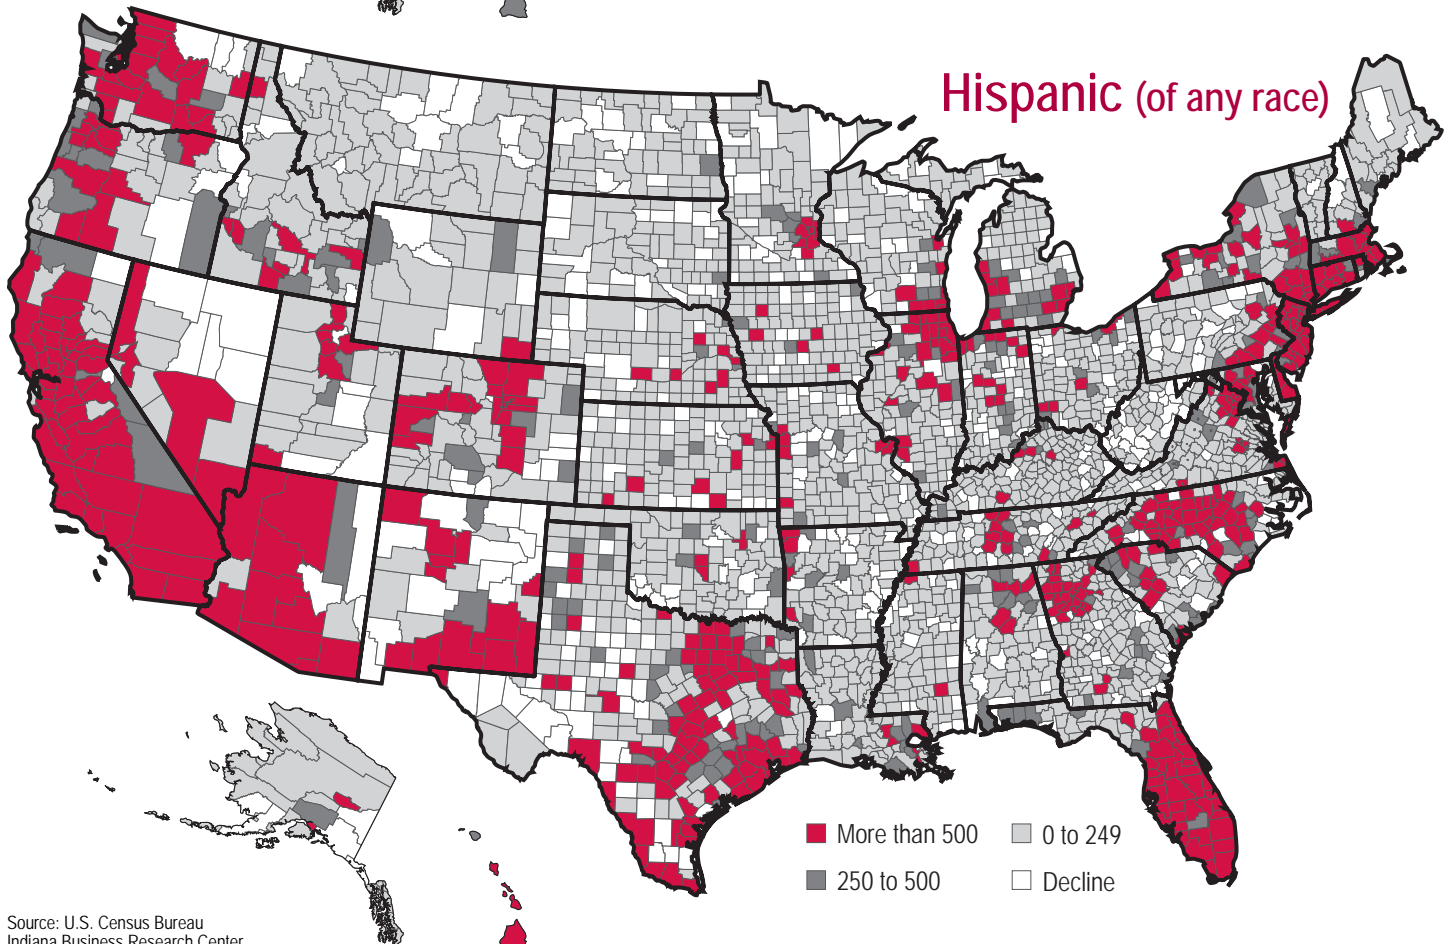 Hispanic (of any race)
More than 500
0 to 249
250 to 500
Decline
Source: U.S. Census Bureau
Indiana Business Research Center